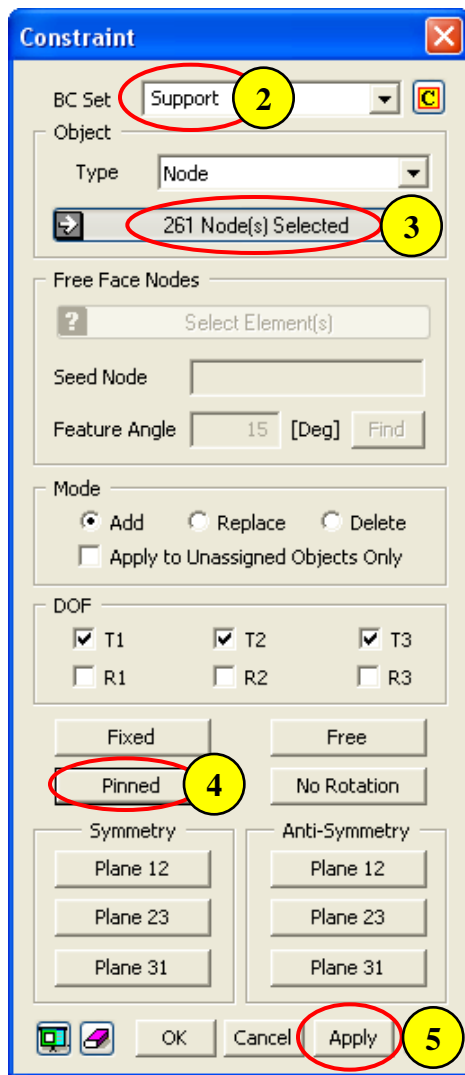 Constraint
BC Set Support 2 C
Object
Type Node
261 Node(s) Selected 3
Free Face Nodes
? Select Element(s)
Seed Node
Feature Angle 15 [Deg] Find
Mode
Add Replace Delete
Apply to Unassigned Objects Only
DOF
T1 T2 T3
R1 R2 R3
Fixed Free
Pinned 4 No Rotation
Symmetry Anti-Symmetry
Plane 12 Plane 12
Plane 23 Plane 23
Plane 31 Plane 31
OK Cancel Apply 5